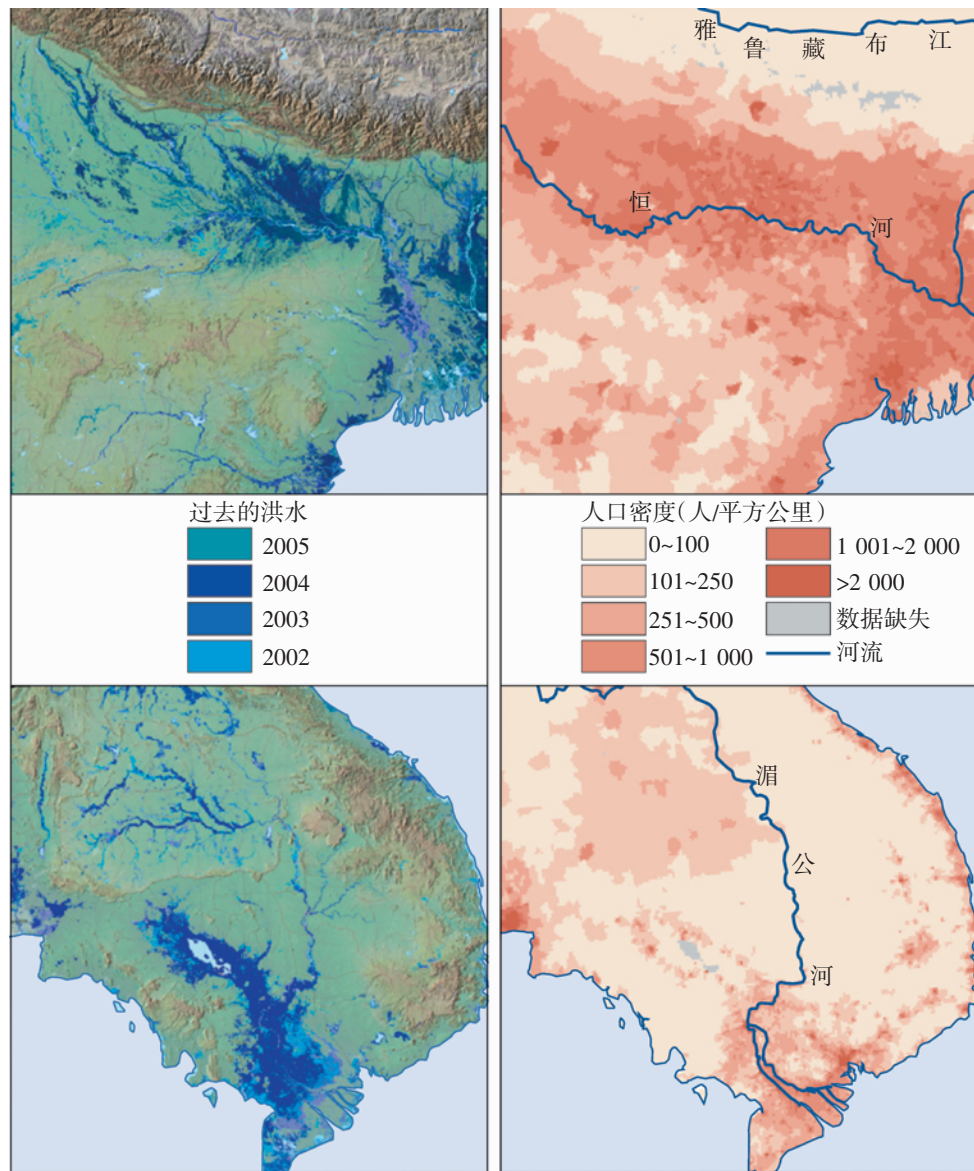 雅鲁藏布江
恒河
过去的洪水
2005
2004
2003
2002
人口密度(人/平方公里)
0~100
101~250
251~500
501~1 000
1 001~2 000
>2 000
数据缺失
河流
湄公河